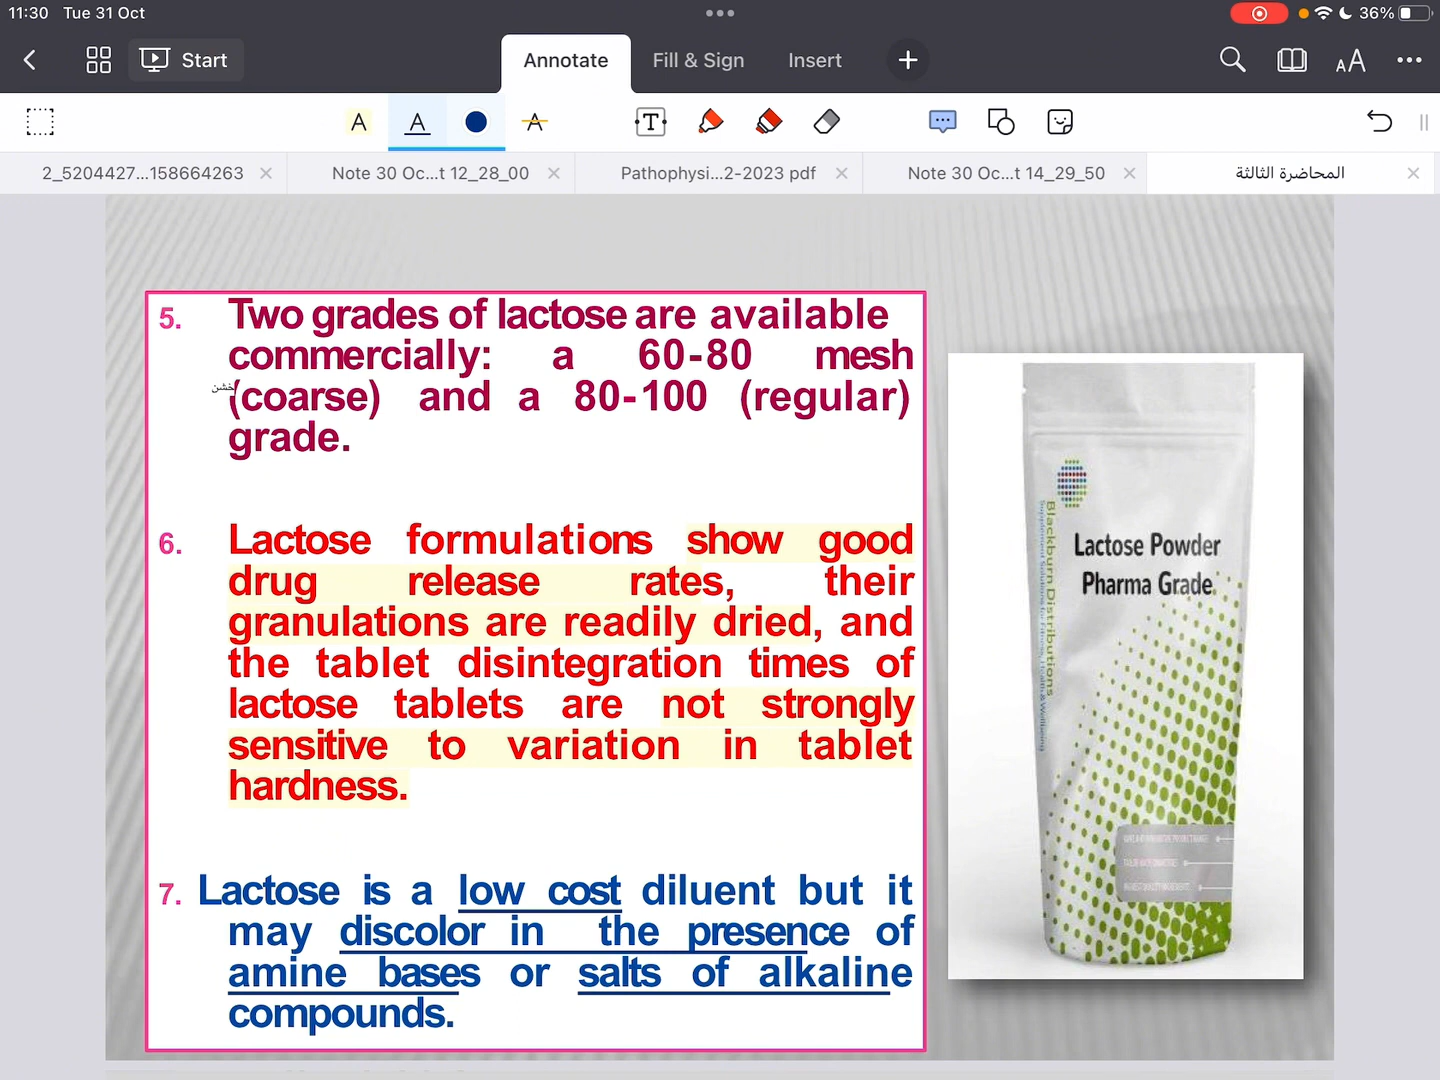 11:30 Tue 31 Oct
36%
Start
Annotate
Fill & Sign
Insert
2_5204427...158664263
Note 30 Oc...t 12_28_00
Pathophysi...2-2023 pdf
Note 30 Oc...t 14_29_50
المحاضرة الثالثة
5. Two grades of lactose are available
commercially: a 60-80 mesh
خشن
(coarse) and a 80-100 (regular)
grade.
6. Lactose formulations show good
drug release rates, their
granulations are readily dried, and
the tablet disintegration times of
lactose tablets are not strongly
sensitive to variation in tablet
hardness.
7. Lactose is a low cost diluent but it
may discolor in the presence of
amine bases or salts of alkaline
compounds.
Blackburn Distributions
Lactose Powder
Pharma Grade